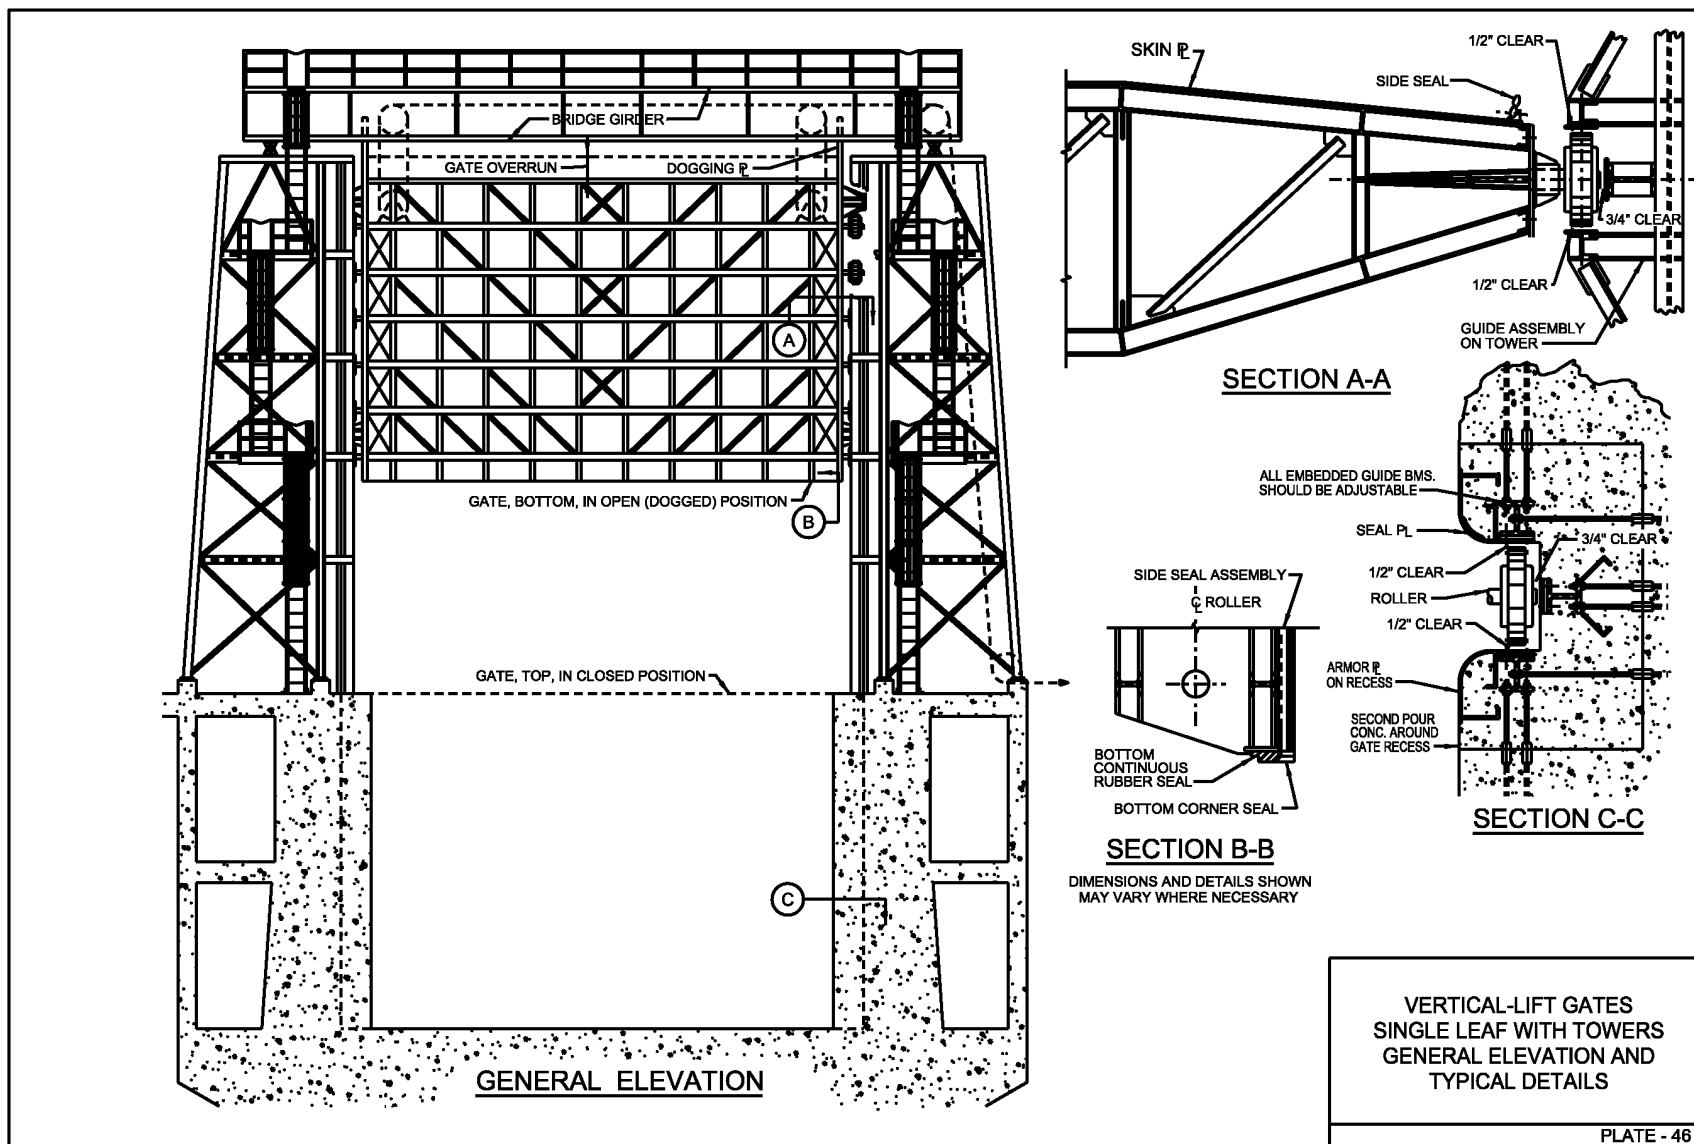 BRIDGE GIRDER
GATE OVERRUN
DOGGING ⅊
A
GATE, BOTTOM, IN OPEN (DOGGED) POSITION
B
GATE, TOP, IN CLOSED POSITION
C
GENERAL ELEVATION
SKIN ⅊
1/2" CLEAR
SIDE SEAL
3/4" CLEAR
1/2" CLEAR
GUIDE ASSEMBLY
ON TOWER
SECTION A-A
ALL EMBEDDED GUIDE BMS.
SHOULD BE ADJUSTABLE
SEAL PL
3/4" CLEAR
1/2" CLEAR
ROLLER
1/2" CLEAR
ARMOR ⅊
ON RECESS
SECOND POUR
CONC. AROUND
GATE RECESS
SECTION C-C
SIDE SEAL ASSEMBLY
℄ ROLLER
BOTTOM
CONTINUOUS
RUBBER SEAL
BOTTOM CORNER SEAL
SECTION B-B
DIMENSIONS AND DETAILS SHOWN
MAY VARY WHERE NECESSARY
VERTICAL-LIFT GATES
SINGLE LEAF WITH TOWERS
GENERAL ELEVATION AND
TYPICAL DETAILS
PLATE - 46